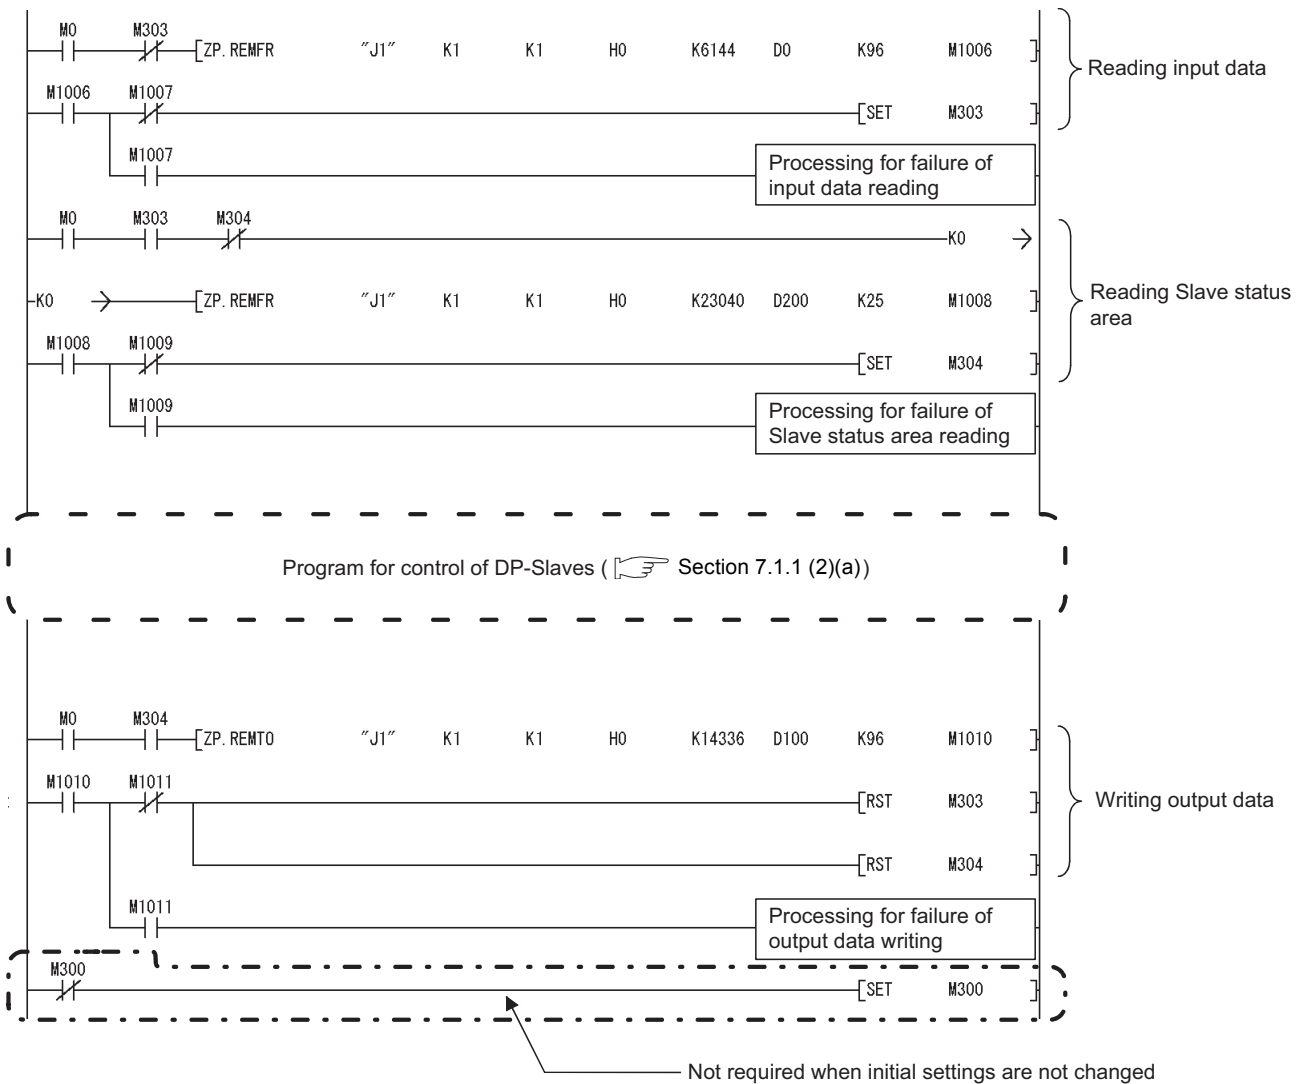 M0 M303
[ZP.REMFR "J1" K1 K1 H0 K6144 D0 K96 M1006 ]
Reading input data
M1006 M1007
[SET M303 ]
M1007
Processing for failure of
input data reading
M0 M303 M304
K0
K0 [ZP.REMFR "J1" K1 K1 H0 K23040 D200 K25 M1008 ]
Reading Slave status
area
M1008 M1009
[SET M304 ]
M1009
Processing for failure of
Slave status area reading
Program for control of DP-Slaves ( Section 7.1.1 (2)(a))
M0 M304
[ZP.REMTO "J1" K1 K1 H0 K14336 D100 K96 M1010 ]
M1010 M1011
[RST M303 ]
Writing output data
[RST M304 ]
M1011
Processing for failure of
output data writing
M300
[SET M300 ]
Not required when initial settings are not changed